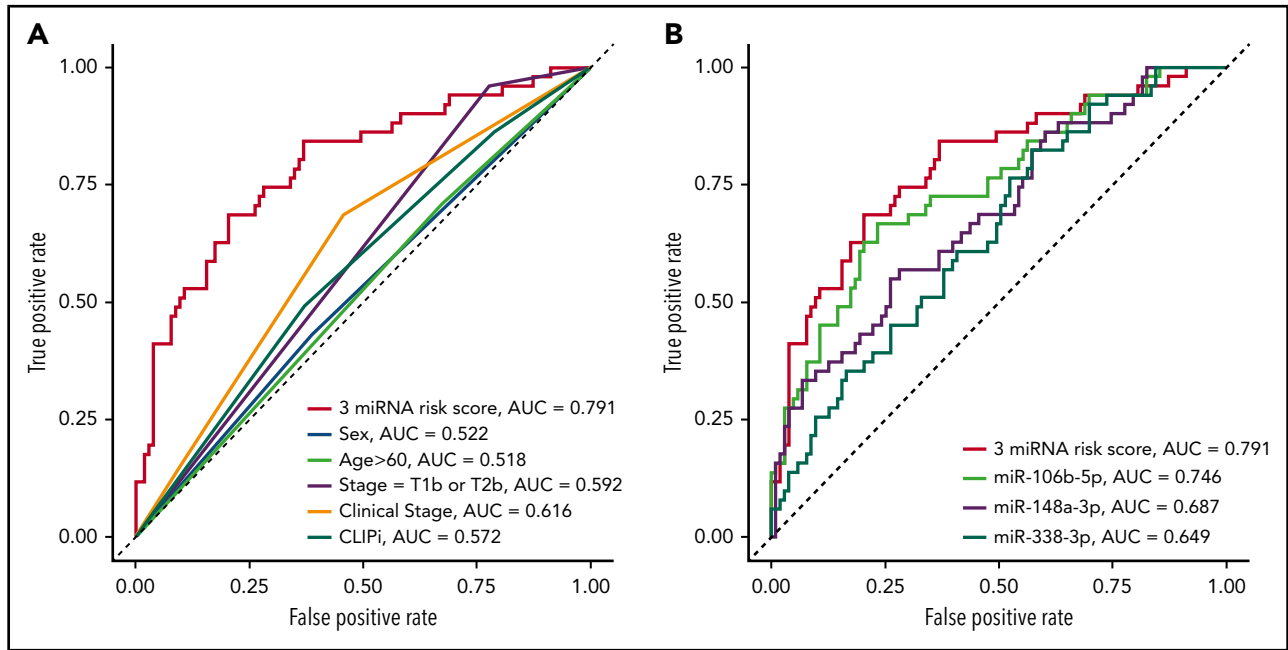 A
True positive rate
1.00
0.75
0.50
0.25
0.00
3 miRNA risk score, AUC = 0.791
Sex, AUC = 0.522
Age>60, AUC = 0.518
Stage = T1b or T2b, AUC = 0.592
Clinical Stage, AUC = 0.616
CLIPi, AUC = 0.572
0.00 0.25 0.50 0.75 1.00
False positive rate
B
True positive rate
1.00
0.75
0.50
0.25
0.00
3 miRNA risk score, AUC = 0.791
miR-106b-5p, AUC = 0.746
miR-148a-3p, AUC = 0.687
miR-338-3p, AUC = 0.649
0.00 0.25 0.50 0.75 1.00
False positive rate